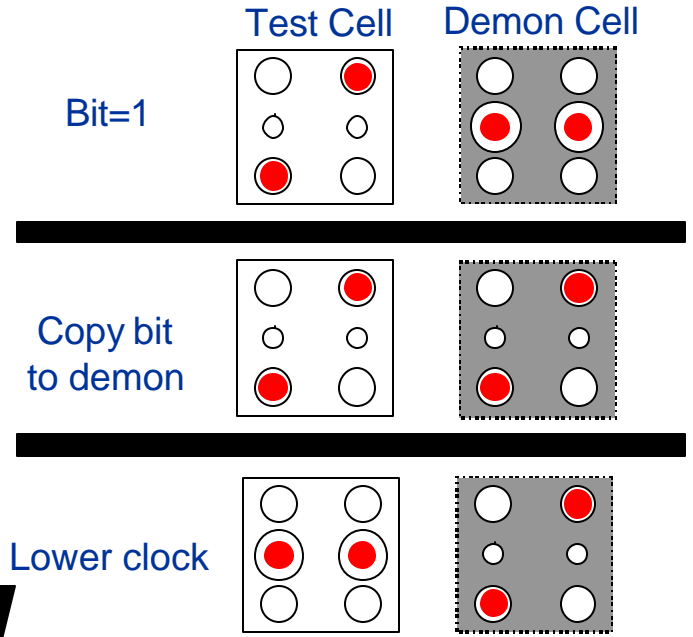 Test Cell Demon Cell
Bit=1
Copy bit
to demon
Lower clock